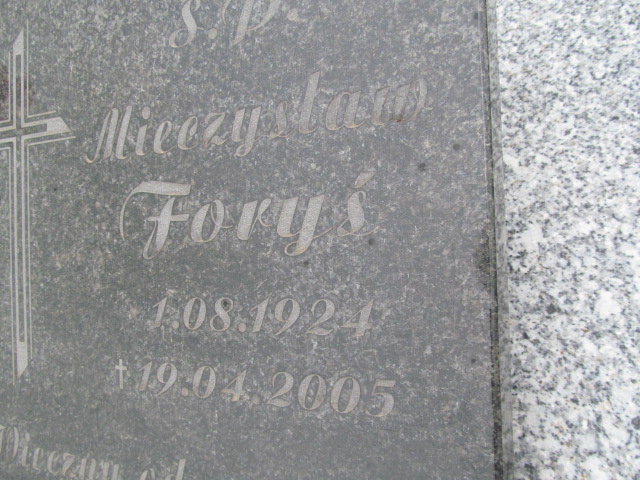 Ś.P.
Mieczysław
Foryś
1.08.1924
† 19.04.2005